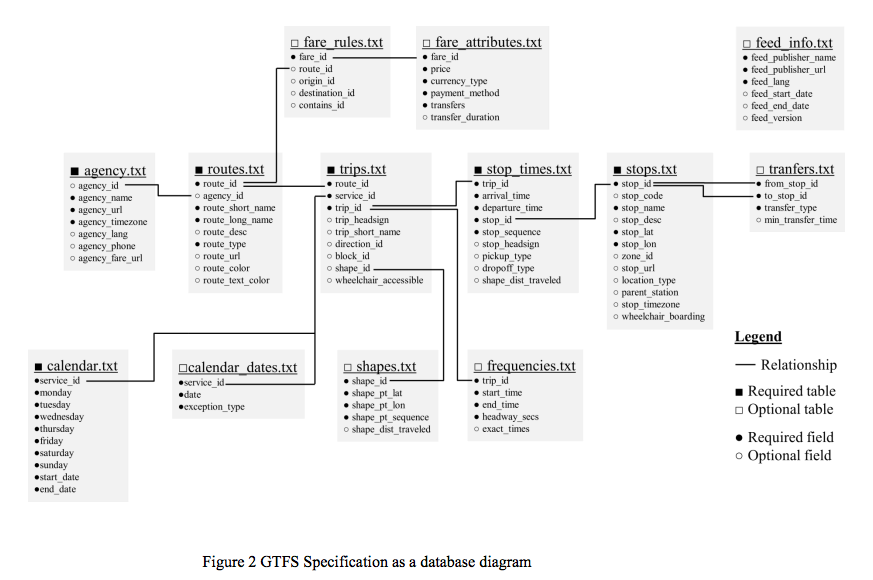 fare_rules.txt
fare_id
route_id
origin_id
destination_id
contains_id
fare_attributes.txt
fare_id
price
currency_type
payment_method
transfers
transfer_duration
feed_info.txt
feed_publisher_name
feed_publisher_url
feed_lang
feed_start_date
feed_end_date
feed_version
agency.txt
agency_id
agency_name
agency_url
agency_timezone
agency_lang
agency_phone
agency_fare_url
routes.txt
route_id
agency_id
route_short_name
route_long_name
route_desc
route_type
route_url
route_color
route_text_color
trips.txt
route_id
service_id
trip_id
trip_headsign
trip_short_name
direction_id
block_id
shape_id
wheelchair_accessible
stop_times.txt
trip_id
arrival_time
departure_time
stop_id
stop_sequence
stop_headsign
pickup_type
dropoff_type
shape_dist_traveled
stops.txt
stop_id
stop_code
stop_name
stop_desc
stop_lat
stop_lon
zone_id
stop_url
location_type
parent_station
stop_timezone
wheelchair_boarding
tranfers.txt
from_stop_id
to_stop_id
transfer_type
min_transfer_time
calendar.txt
service_id
monday
tuesday
wednesday
thursday
friday
saturday
sunday
start_date
end_date
calendar_dates.txt
service_id
date
exception_type
shapes.txt
shape_id
shape_pt_lat
shape_pt_lon
shape_pt_sequence
shape_dist_traveled
frequencies.txt
trip_id
start_time
end_time
headway_secs
exact_times
Legend
Relationship
Required table
Optional table
Required field
Optional field
Figure 2 GTFS Specification as a database diagram